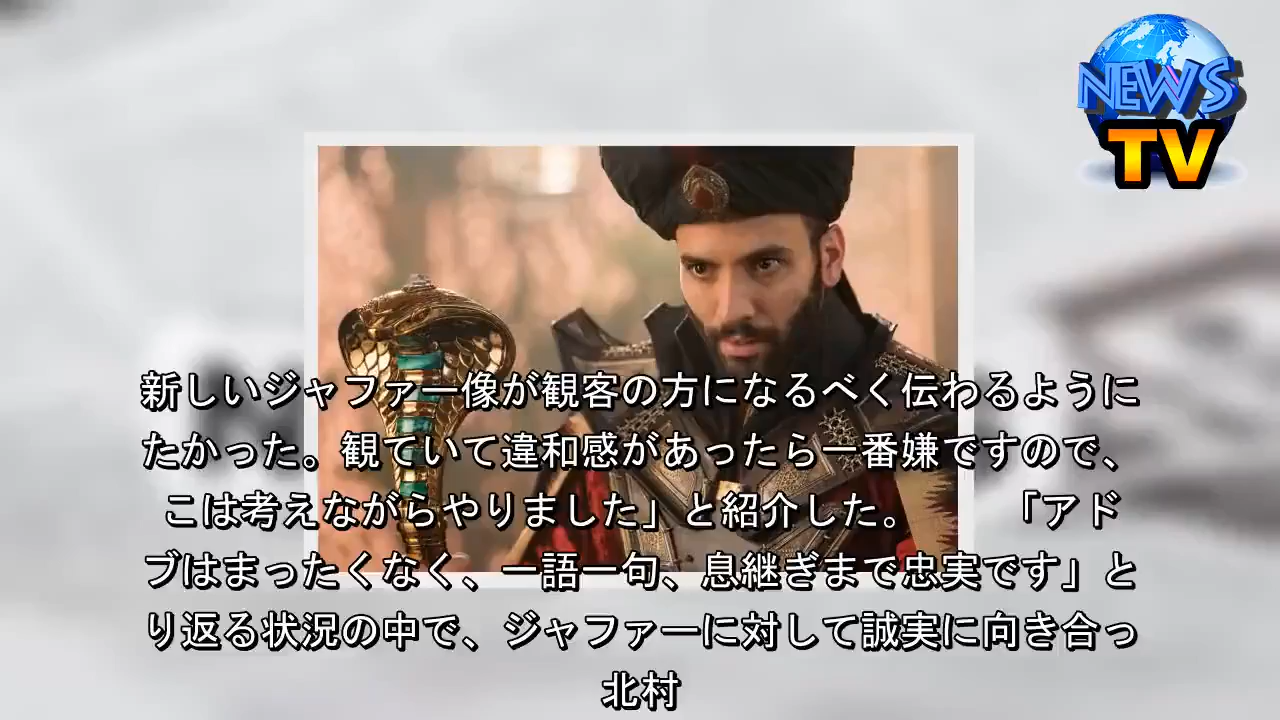 NEWS
TV
新しいジャファー像が観客の方になるべく伝わるように
たかった。観ていて違和感があったら一番嫌ですので、
こは考えながらやりました」と紹介した。　　「アド
ブはまったくなく、一語一句、息継ぎまで忠実です」と
り返る状況の中で、ジャファーに対して誠実に向き合っ
北村